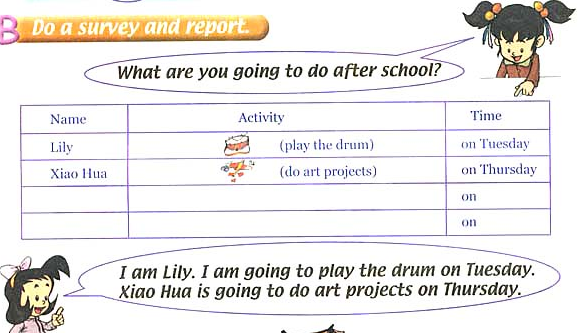 B Do a survey and report.
What are you going to do after school?
Name Activity Time
Lily (play the drum) on Tuesday
Xiao Hua (do art projects) on Thursday
on
on
I am Lily. I am going to play the drum on Tuesday.
Xiao Hua is going to do art projects on Thursday.